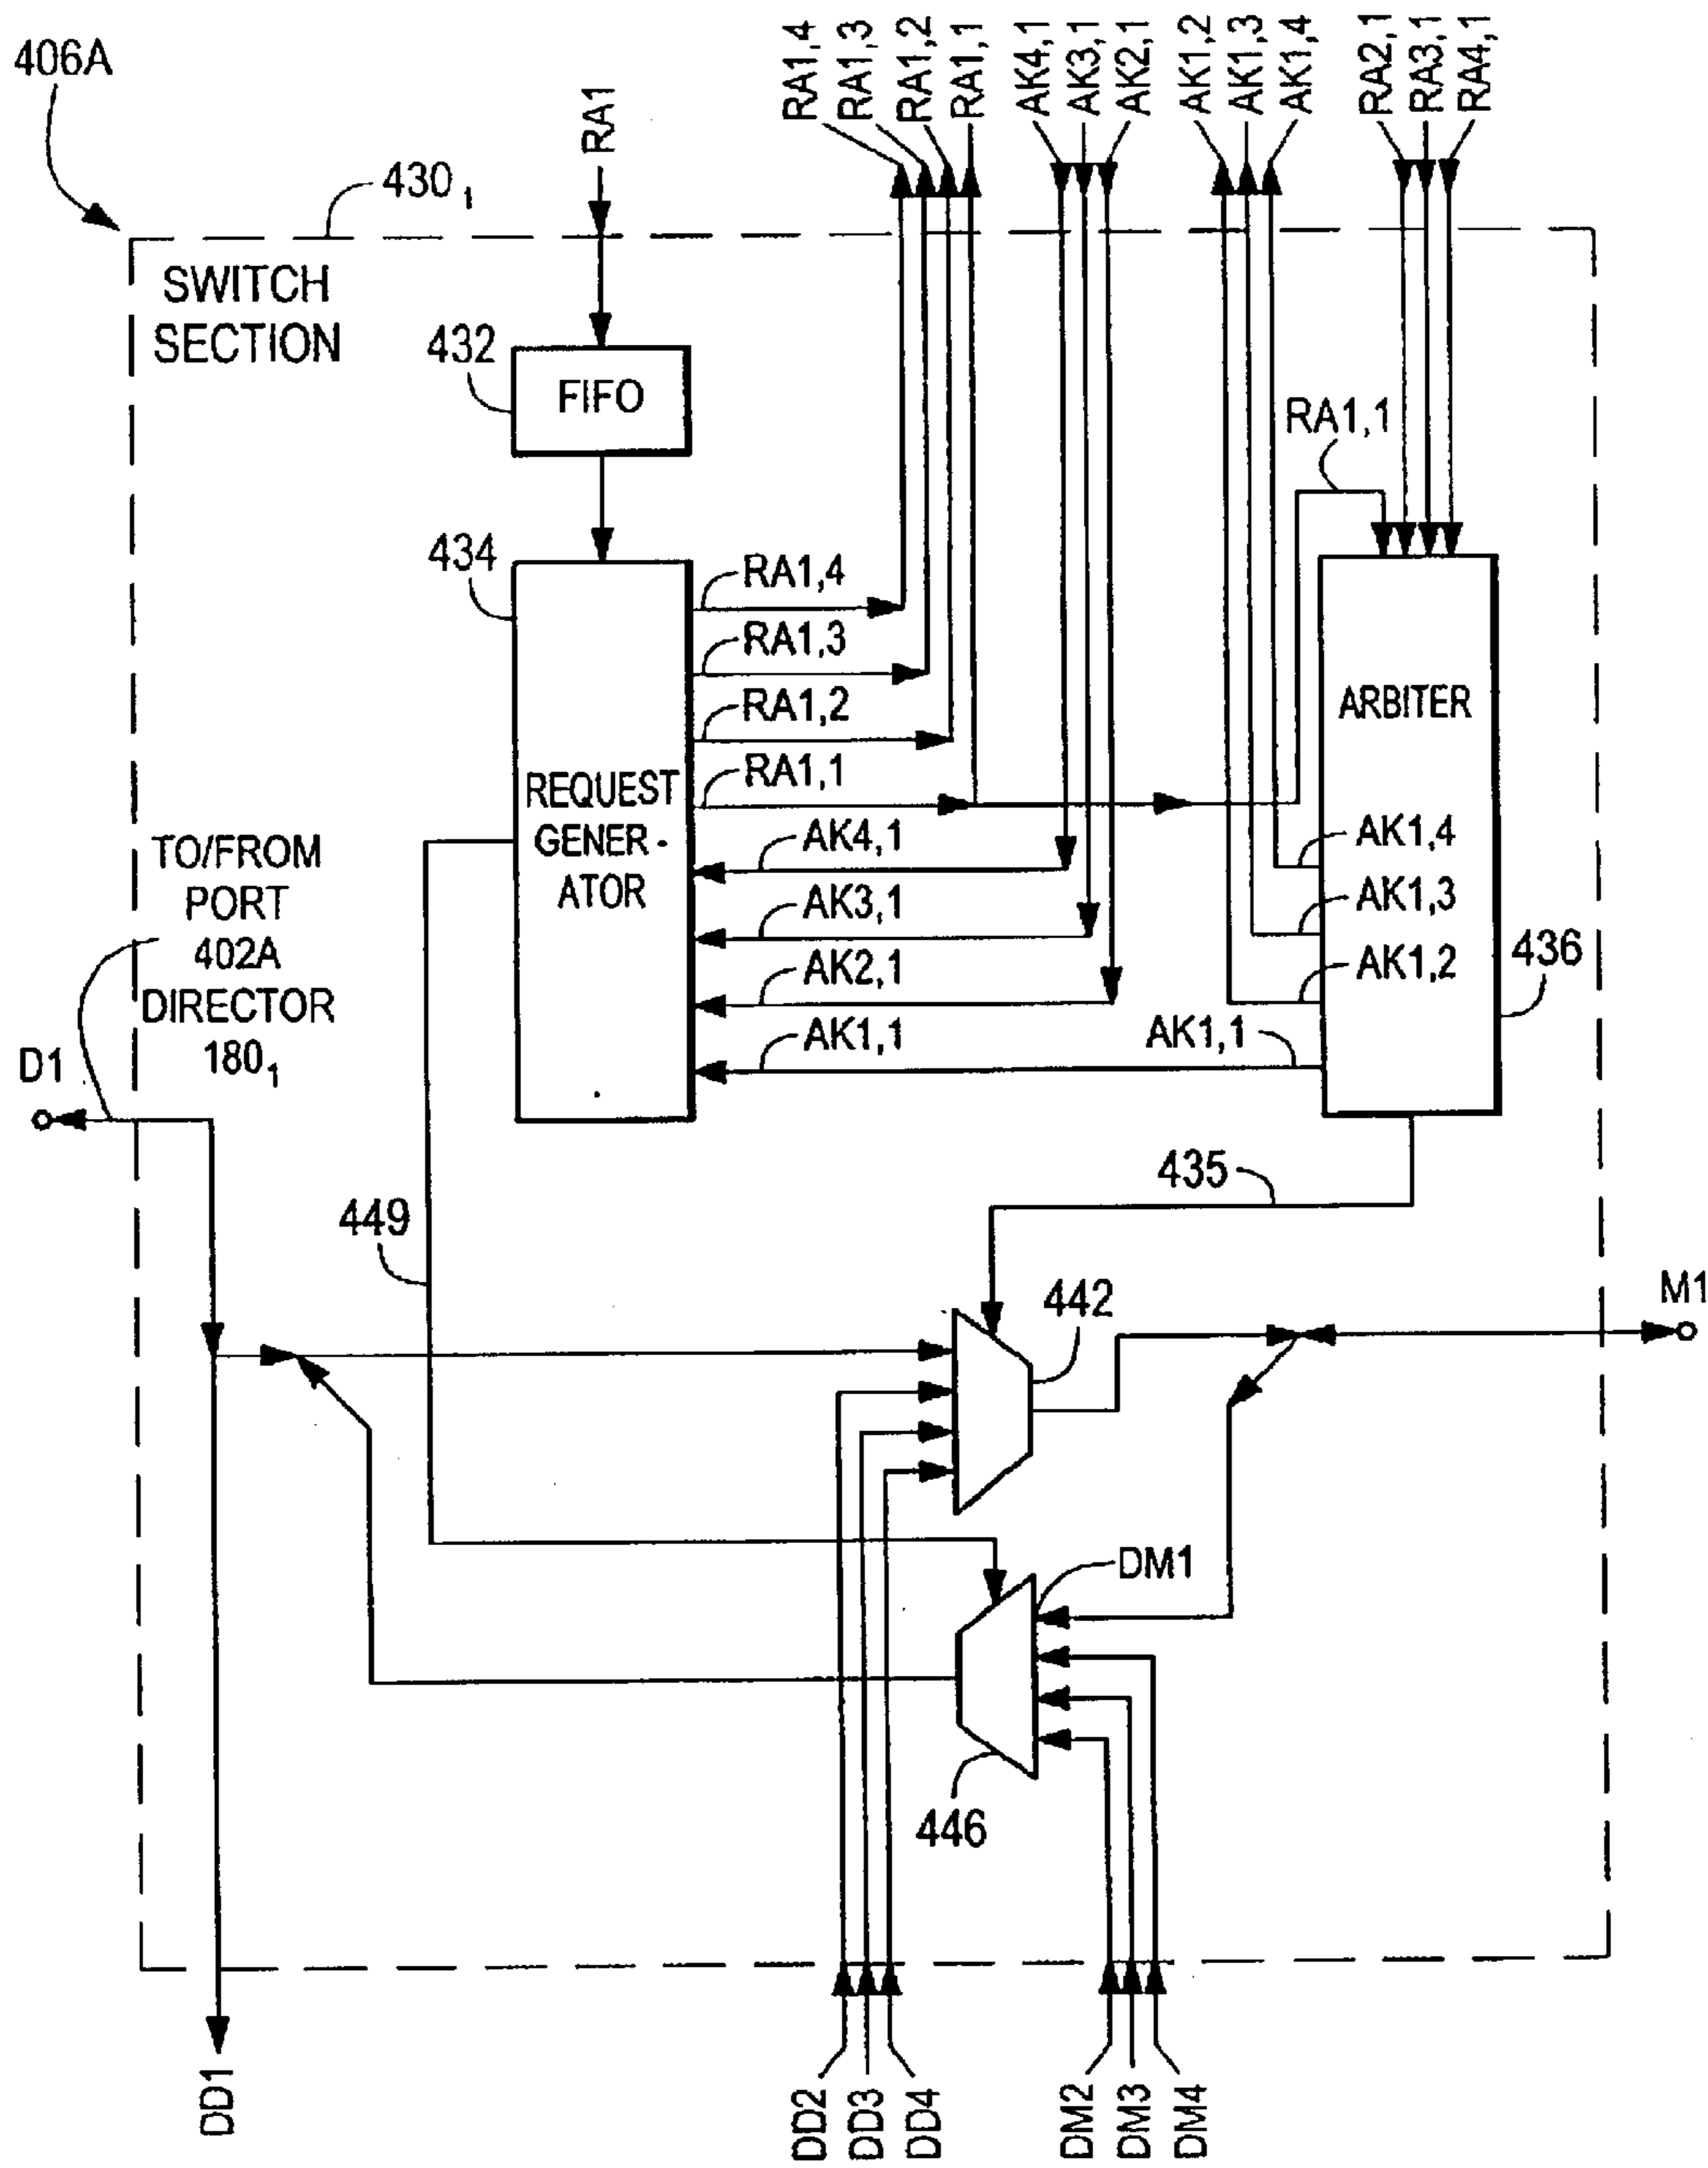 406A
RA1
RA1,4
RA1,3
RA1,2
RA1,1
AK4,1
AK3,1
AK2,1
AK1,2
AK1,3
AK1,4
RA2,1
RA3,1
RA4,1
430₁
SWITCH
SECTION
432
FIFO
RA1,1
434
RA1,4
RA1,3
RA1,2
RA1,1
ARBITER
REQUEST
GENER-
ATOR
AK4,1
AK3,1
AK2,1
AK1,1
AK1,4
AK1,3
AK1,2
AK1,1
436
TO/FROM
PORT
402A
DIRECTOR
180₁
D1
435
449
442
M1
DM1
446
DD1
DD2
DD3
DD4
DM2
DM3
DM4